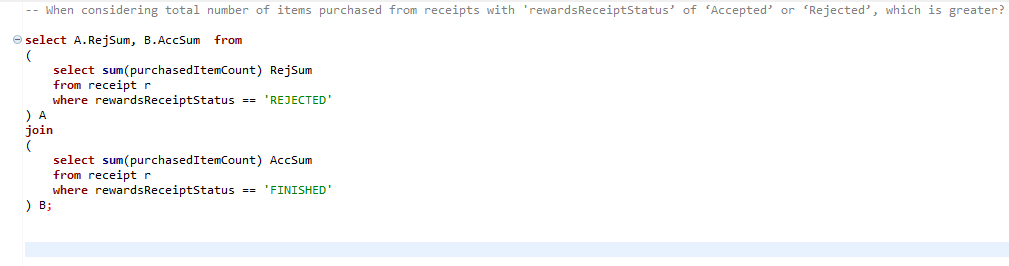 -- When considering total number of items purchased from receipts with 'rewardsReceiptStatus’ of ‘Accepted’ or ‘Rejected’, which is greater?
select A.RejSum, B.AccSum  from
(
    select sum(purchasedItemCount) RejSum
    from receipt r
    where rewardsReceiptStatus == 'REJECTED'
) A
join
(
    select sum(purchasedItemCount) AccSum
    from receipt r
    where rewardsReceiptStatus == 'FINISHED'
) B;